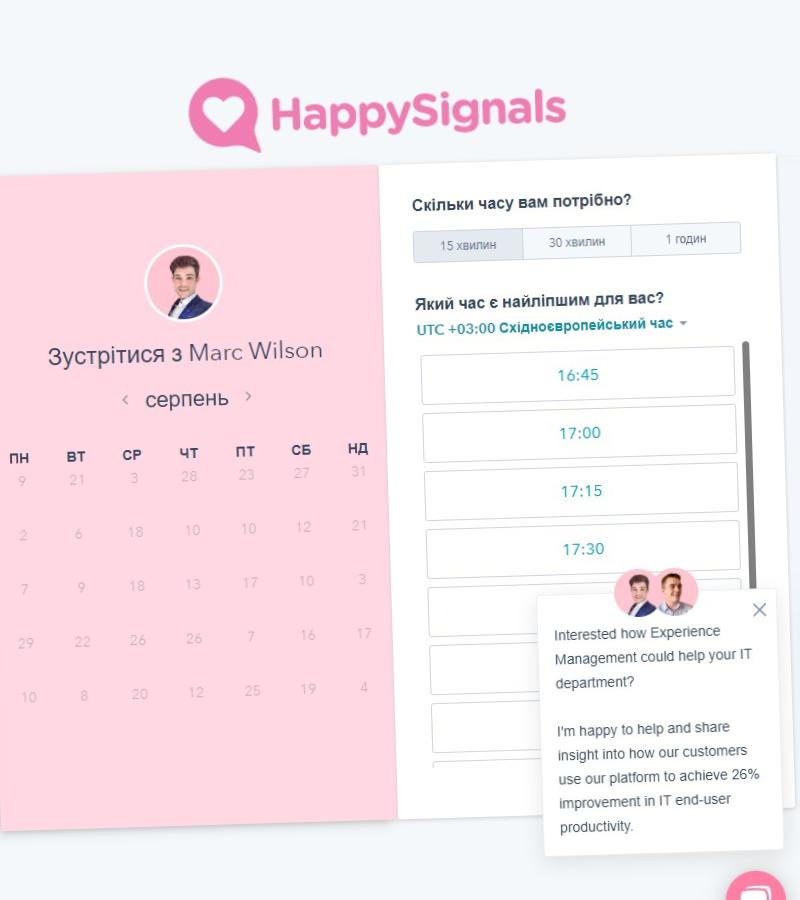 HappySignals
Зустрітися з Marc Wilson
серпень
ПН ВТ СР ЧТ ПТ СБ НД
9 21 3 28 23 27 31
2 6 18 10 10 12 21
7 9 18 13 17 10 3
29 22 26 26 7 16 17
10 8 20 12 25 19 4
Скільки часу вам потрібно?
15 хвилин 30 хвилин 1 годин
Який час є найліпшим для вас?
UTC +03:00 Східноєвропейський час
16:45
17:00
17:15
17:30
Interested how Experience
Management could help your IT
department?
I'm happy to help and share
insight into how our customers
use our platform to achieve 26%
improvement in IT end-user
productivity.